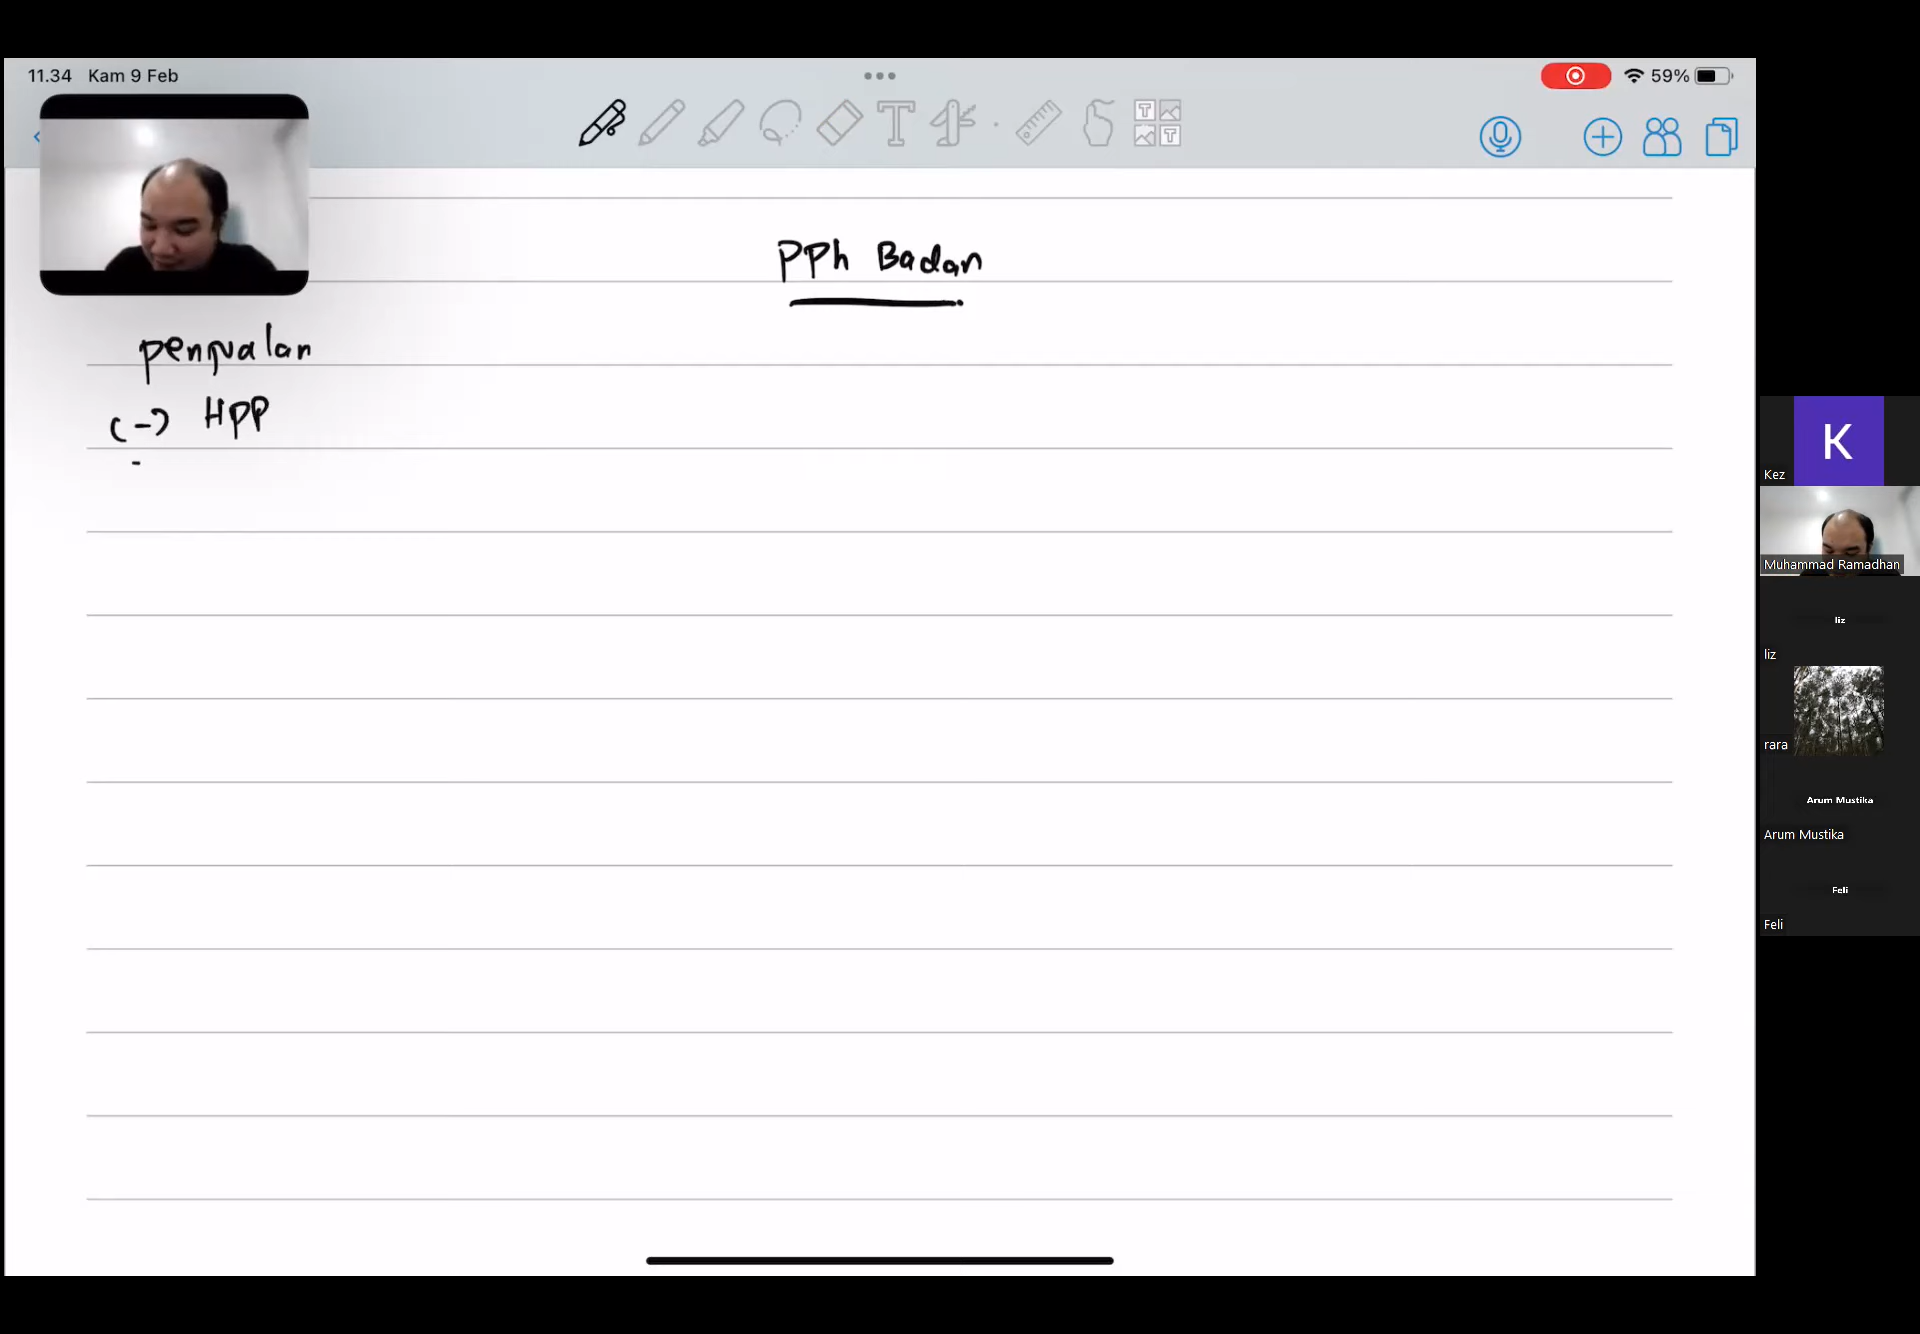 11.34 Kam 9 Feb
59%
PPh Badan
penjualan
(-) HPP
-
K
Kez
Muhammad Ramadhan
liz
liz
rara
Arum Mustika
Arum Mustika
Feli
Feli